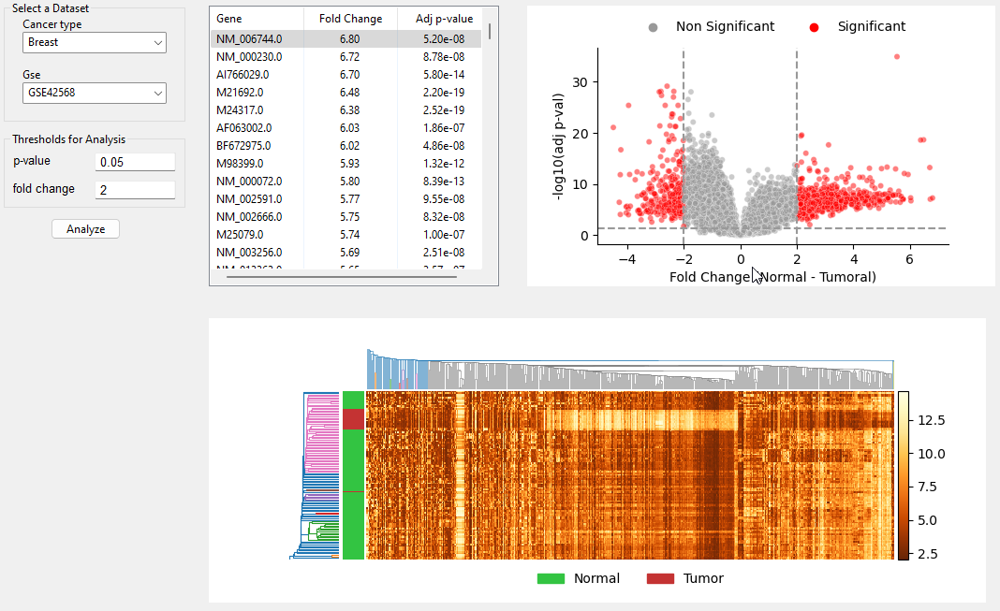 Select a Dataset
Cancer type
Breast
Gse
GSE42568
Thresholds for Analysis
p-value 0.05
fold change 2
Analyze
Gene Fold Change Adj p-value
NM_006744.0 6.80 5.20e-08
NM_000230.0 6.72 8.78e-08
AI766029.0 6.70 5.80e-14
M21692.0 6.48 2.20e-19
M24317.0 6.38 2.52e-19
AF063002.0 6.03 1.86e-07
BF672975.0 6.02 4.86e-08
M98399.0 5.93 1.32e-12
NM_000072.0 5.80 8.39e-13
NM_002591.0 5.77 9.55e-08
NM_002666.0 5.75 8.32e-08
M25079.0 5.74 1.00e-07
NM_003256.0 5.69 2.51e-08
Non Significant Significant
-log10(adj p-val)
30
20
10
0
−4 −2 0 2 4 6
Fold Change Normal - Tumoral)
12.5
10.0
7.5
5.0
2.5
Normal Tumor